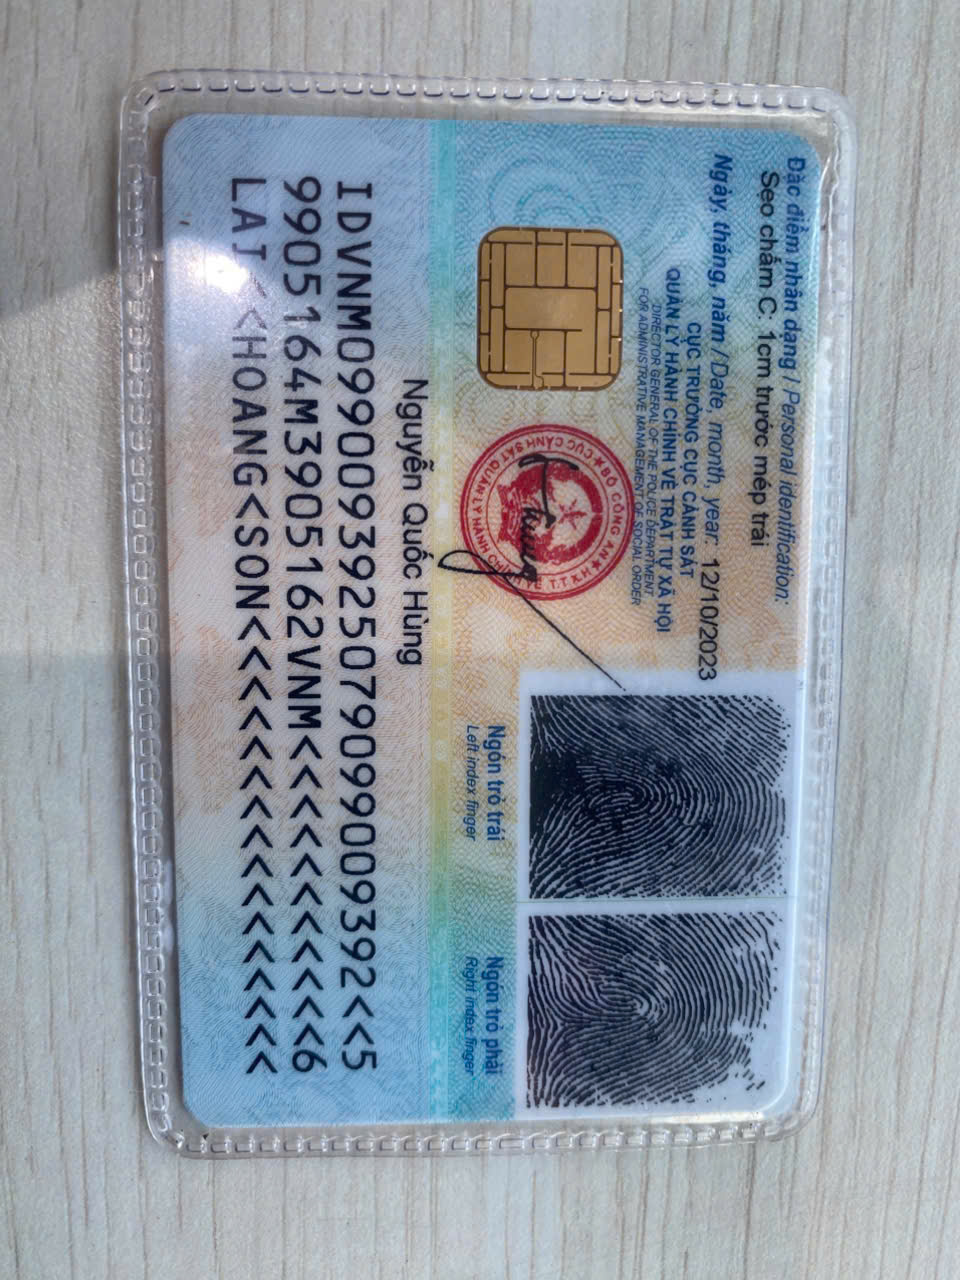 Đặc điểm nhân dạng / Personal identification:
Sẹo chấm C: 1cm trước mép trái
Ngày, tháng, năm / Date, month, year: 12/10/2023
CỤC TRƯỞNG CỤC CẢNH SÁT
QUẢN LÝ HÀNH CHÍNH VỀ TRẬT TỰ XÃ HỘI
DIRECTOR GENERAL OF THE POLICE DEPARTMENT
FOR ADMINISTRATIVE MANAGEMENT OF SOCIAL ORDER
BỘ CÔNG AN
CỤC CẢNH SÁT QUẢN LÝ HÀNH CHÍNH VỀ T.T.X.H
Nguyễn Quốc Hùng
Ngón trỏ trái
Left index finger
Ngón trỏ phải
Right index finger
IDVNM0990093925079099009392<<5
9905164M3905162VNM<<<<<<<<<<<6
LAI<<HOANG<SON<<<<<<<<<<<<<<<<